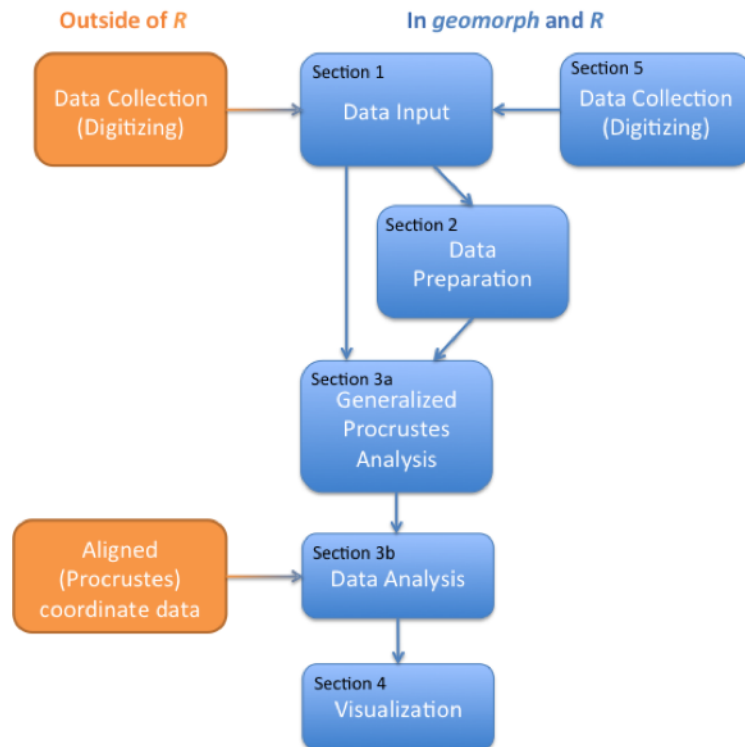 Outside of R
In geomorph and R
Data Collection
(Digitizing)
Section 1
Data Input
Section 5
Data Collection
(Digitizing)
Section 2
Data
Preparation
Section 3a
Generalized
Procrustes
Analysis
Aligned
(Procrustes)
coordinate data
Section 3b
Data Analysis
Section 4
Visualization